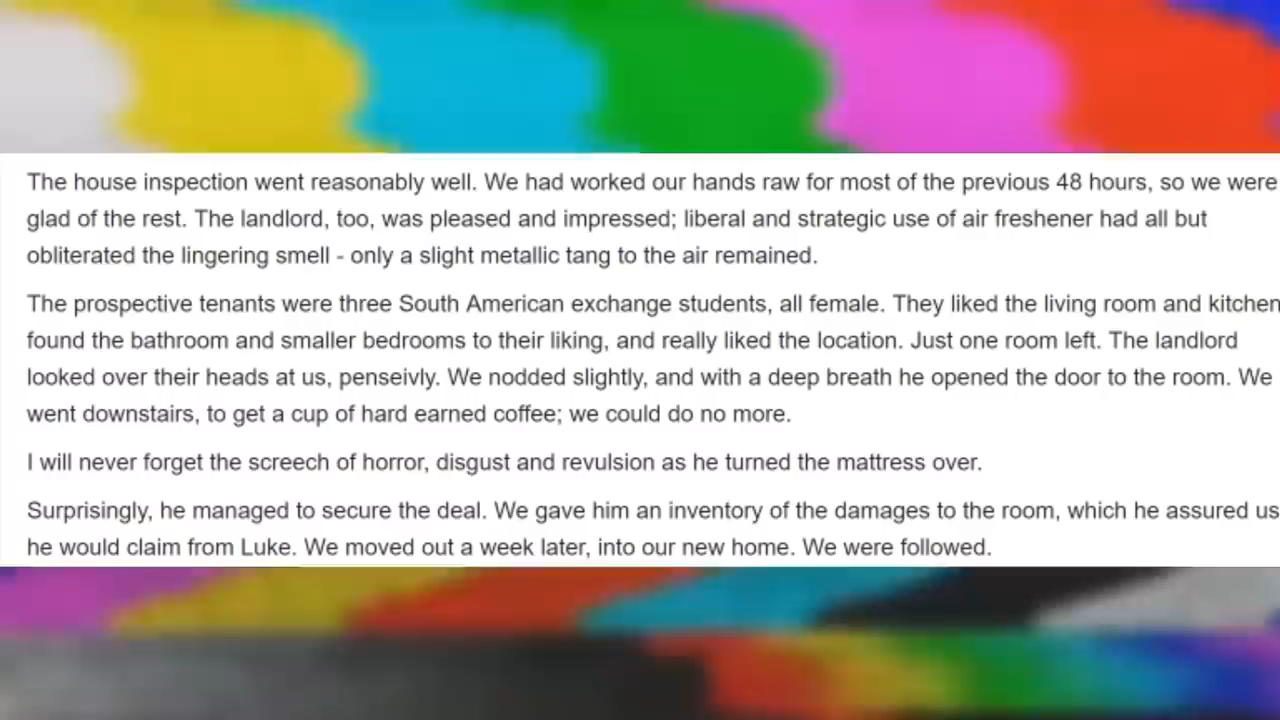 The house inspection went reasonably well. We had worked our hands raw for most of the previous 48 hours, so we were
glad of the rest. The landlord, too, was pleased and impressed; liberal and strategic use of air freshener had all but
obliterated the lingering smell - only a slight metallic tang to the air remained.
The prospective tenants were three South American exchange students, all female. They liked the living room and kitchen
found the bathroom and smaller bedrooms to their liking, and really liked the location. Just one room left. The landlord
looked over their heads at us, penseivly. We nodded slightly, and with a deep breath he opened the door to the room. We
went downstairs, to get a cup of hard earned coffee; we could do no more.
I will never forget the screech of horror, disgust and revulsion as he turned the mattress over.
Surprisingly, he managed to secure the deal. We gave him an inventory of the damages to the room, which he assured us
he would claim from Luke. We moved out a week later, into our new home. We were followed.